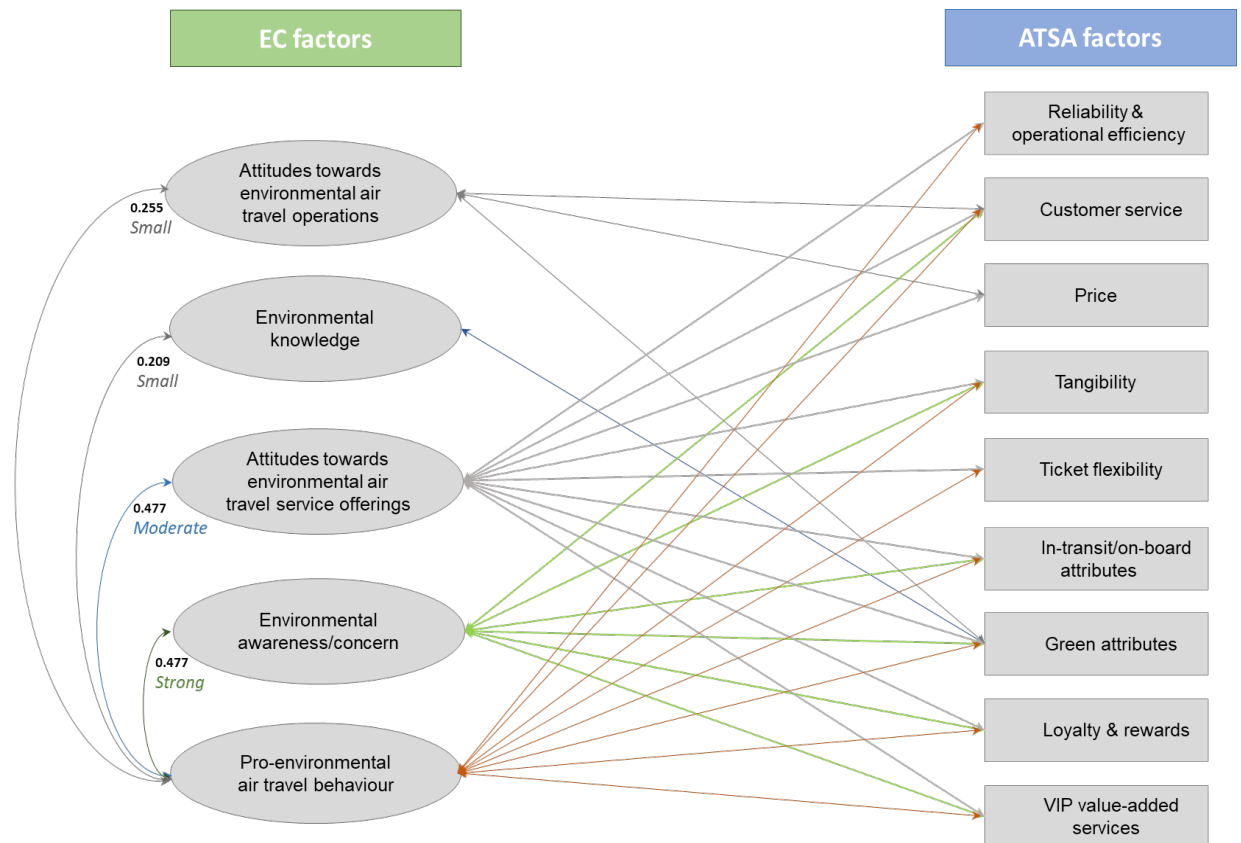 EC factors
ATSA factors
Attitudes towards
environmental air
travel operations
0.255
Small
Environmental
knowledge
0.209
Small
Attitudes towards
environmental air
travel service offerings
0.477
Moderate
Environmental
awareness/concern
0.477
Strong
Pro-environmental
air travel behaviour
Reliability &
operational efficiency
Customer service
Price
Tangibility
Ticket flexibility
In-transit/on-board
attributes
Green attributes
Loyalty & rewards
VIP value-added
services